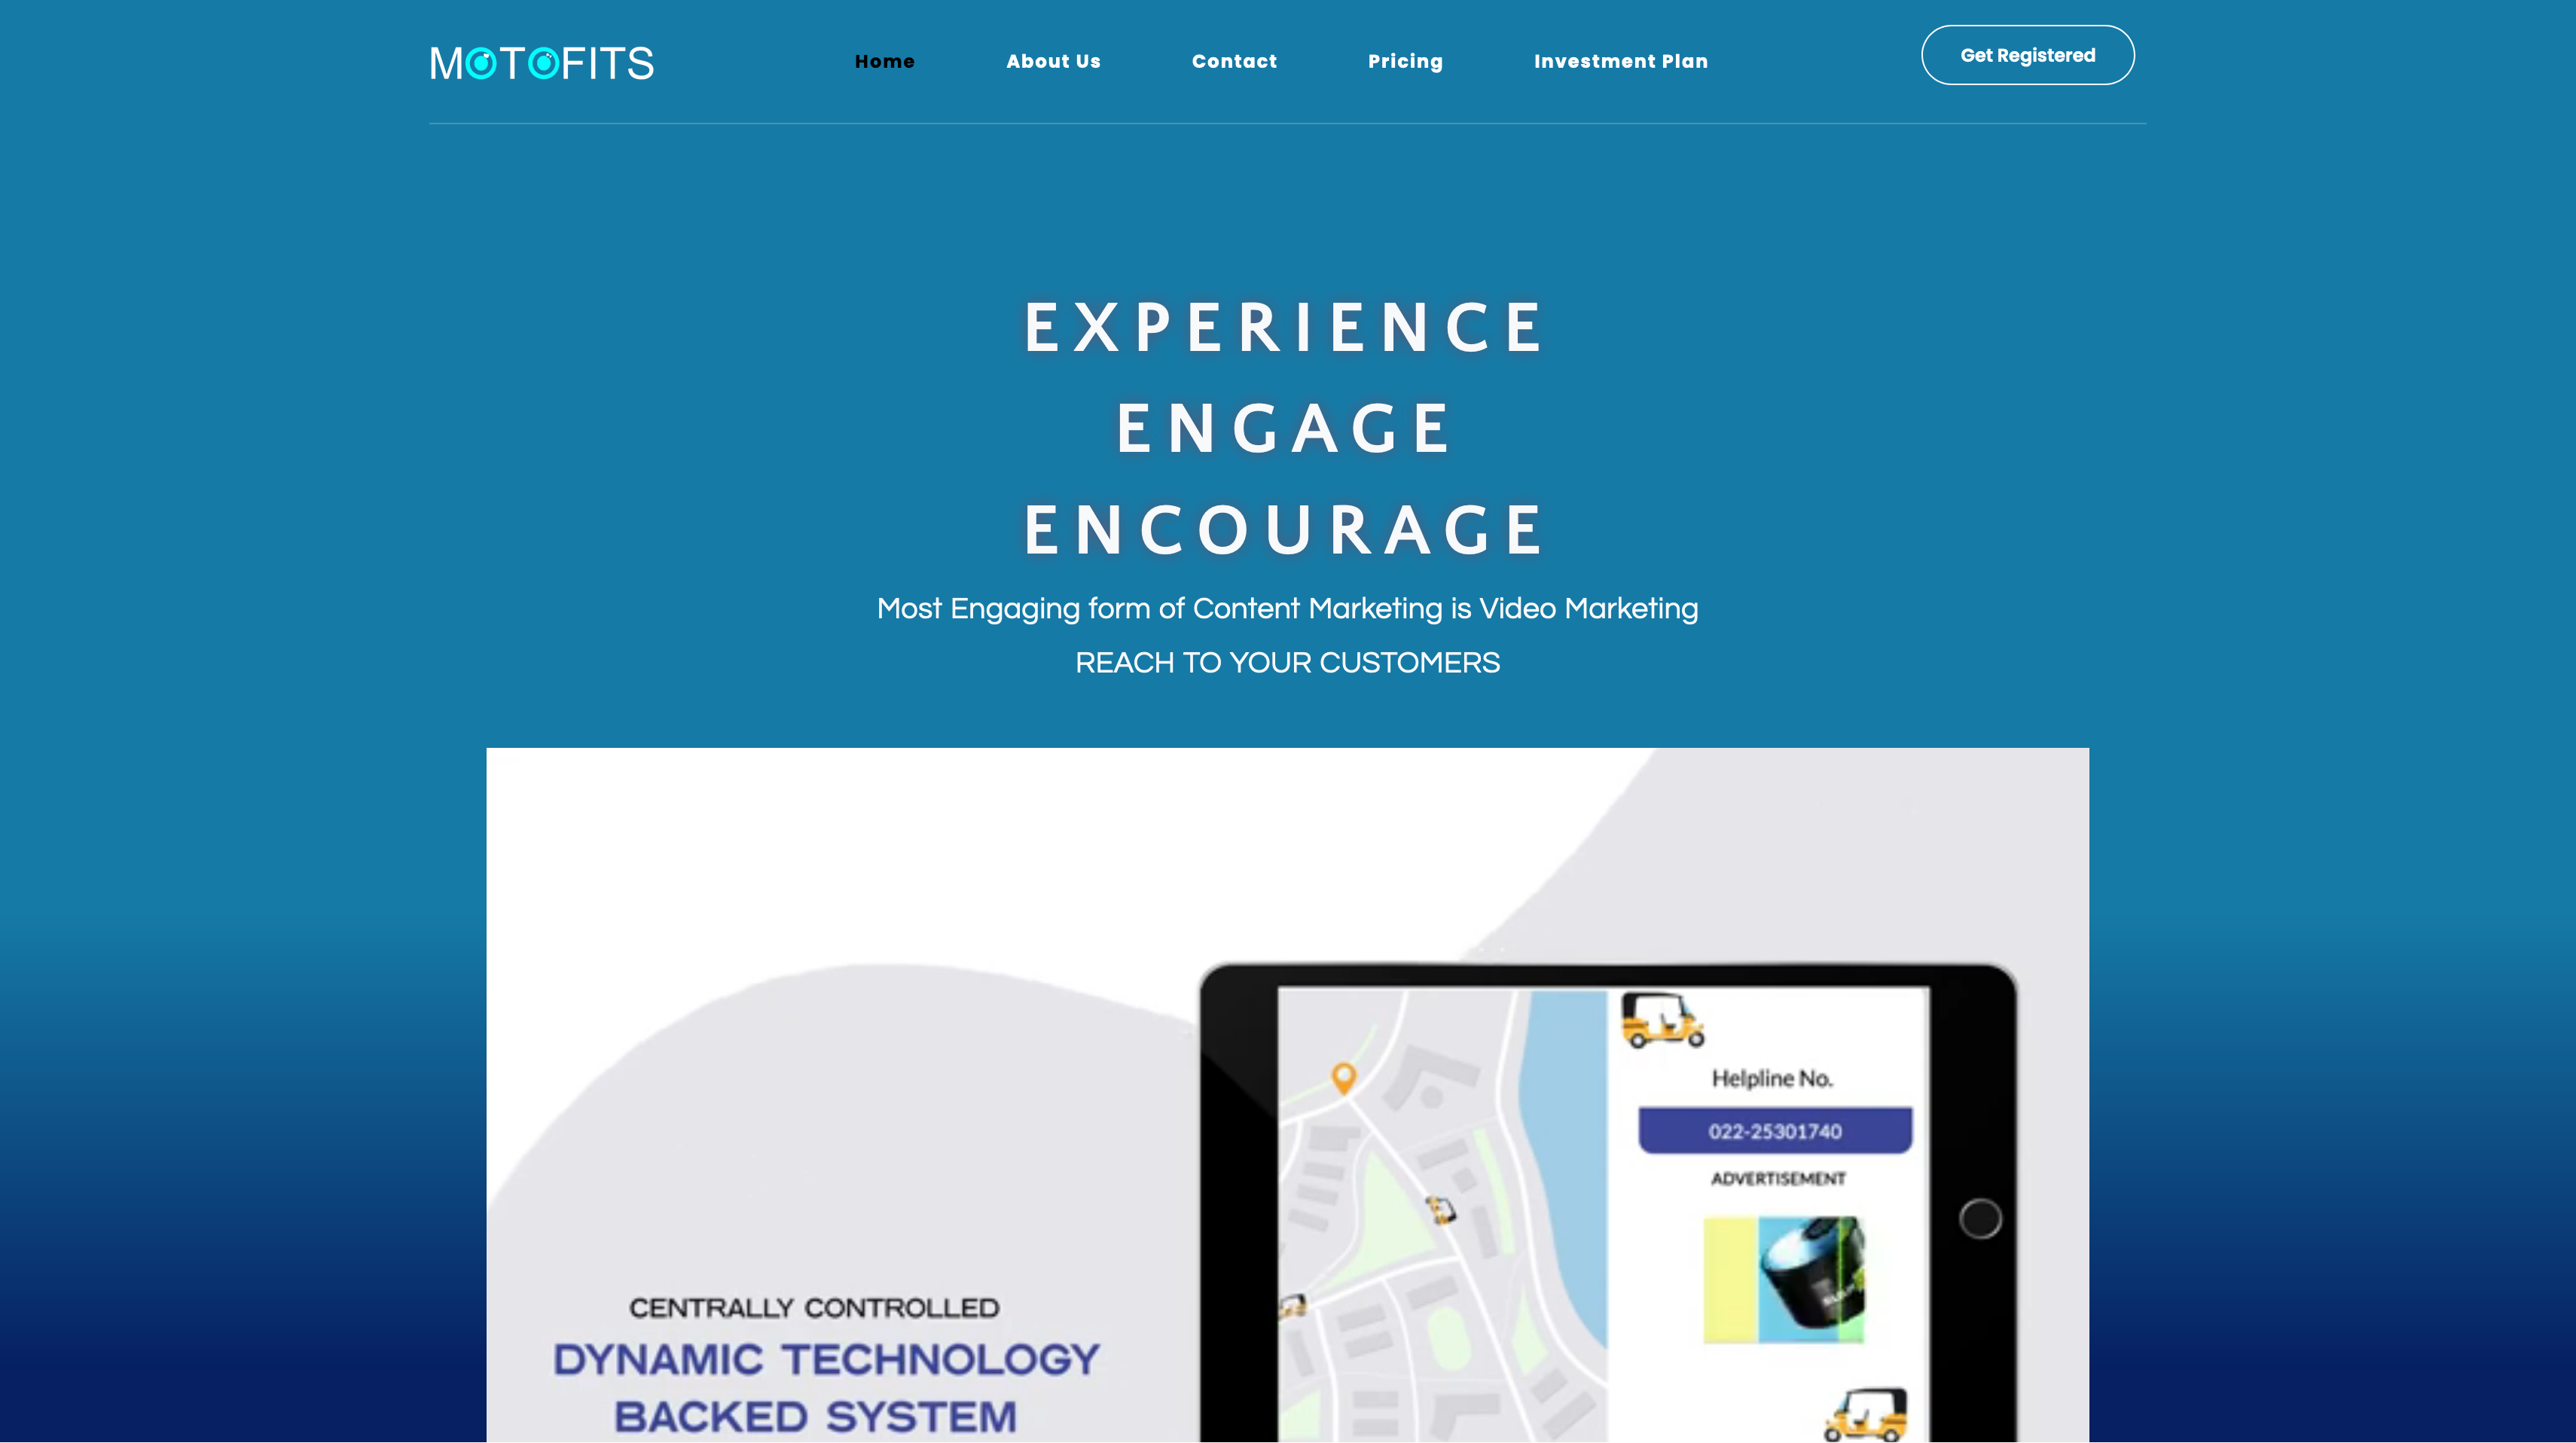 MOTOFITS
Home
About Us
Contact
Pricing
Investment Plan
Get Registered
EXPERIENCE
ENGAGE
ENCOURAGE
Most Engaging form of Content Marketing is Video Marketing
REACH TO YOUR CUSTOMERS
Helpline No.
022-25301740
ADVERTISEMENT
CENTRALLY CONTROLLED
DYNAMIC TECHNOLOGY
BACKED SYSTEM